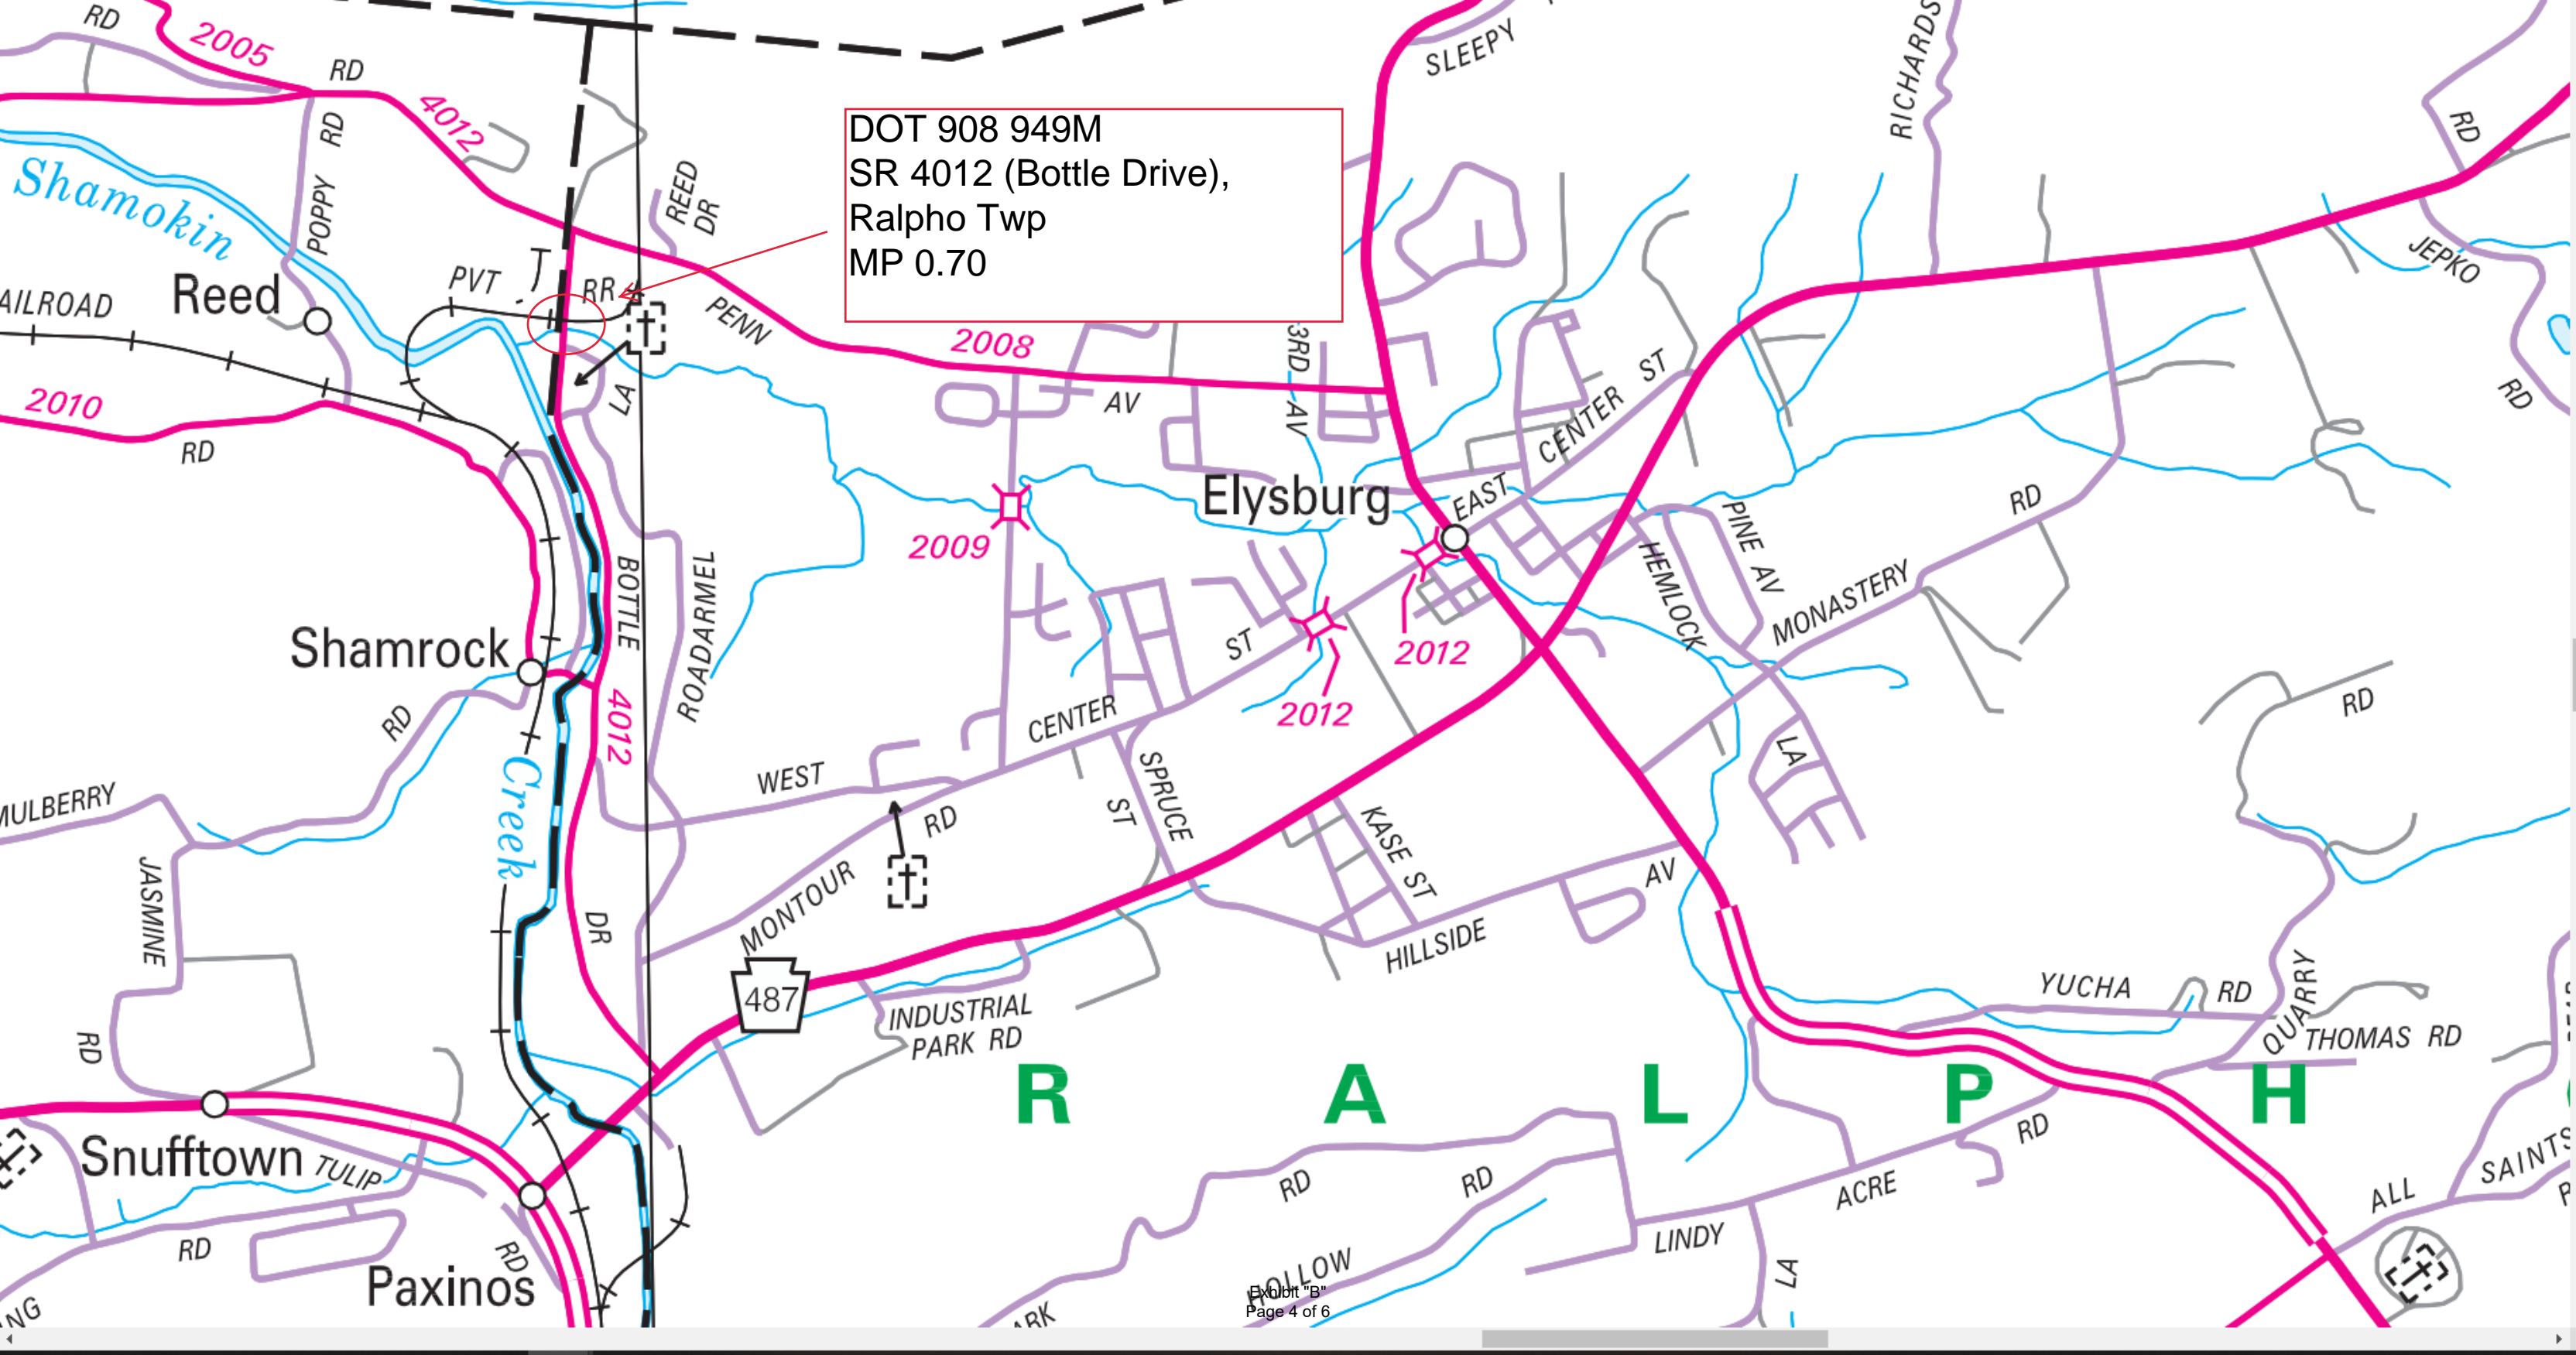 RD
2005
RD
4012
RD
POPPY
Shamokin
Reed
AILROAD
PVT
RR
REED
DR
DOT 908 949M
SR 4012 (Bottle Drive),
Ralpho Twp
MP 0.70
SLEEPY
RICHARDS
RD
JEPKO
RD
PENN
2008
AV
3RD
AV
CENTER
ST
2010
RD
LA
Elysburg
EAST
2009
PINE AV
HEMLOCK
RD
MONASTERY
BOTTLE
ROADARMEL
Shamrock
4012
RD
ST
2012
2012
CENTER
RD
Creek
WEST
RD
SPRUCE
ST
KASE ST
LA
MULBERRY
JASMINE
RD
DR
MONTOUR
AV
HILLSIDE
487
INDUSTRIAL
PARK RD
YUCHA
RD
QUARRY
THOMAS RD
R A L P H
Snufftown
TULIP
RD
RD
RD
RD
ACRE
LINDY
LA
ALL
SAINTS
RD
Paxinos
HOLLOW
ARK
NG
Exhibit "B"
Page 4 of 6